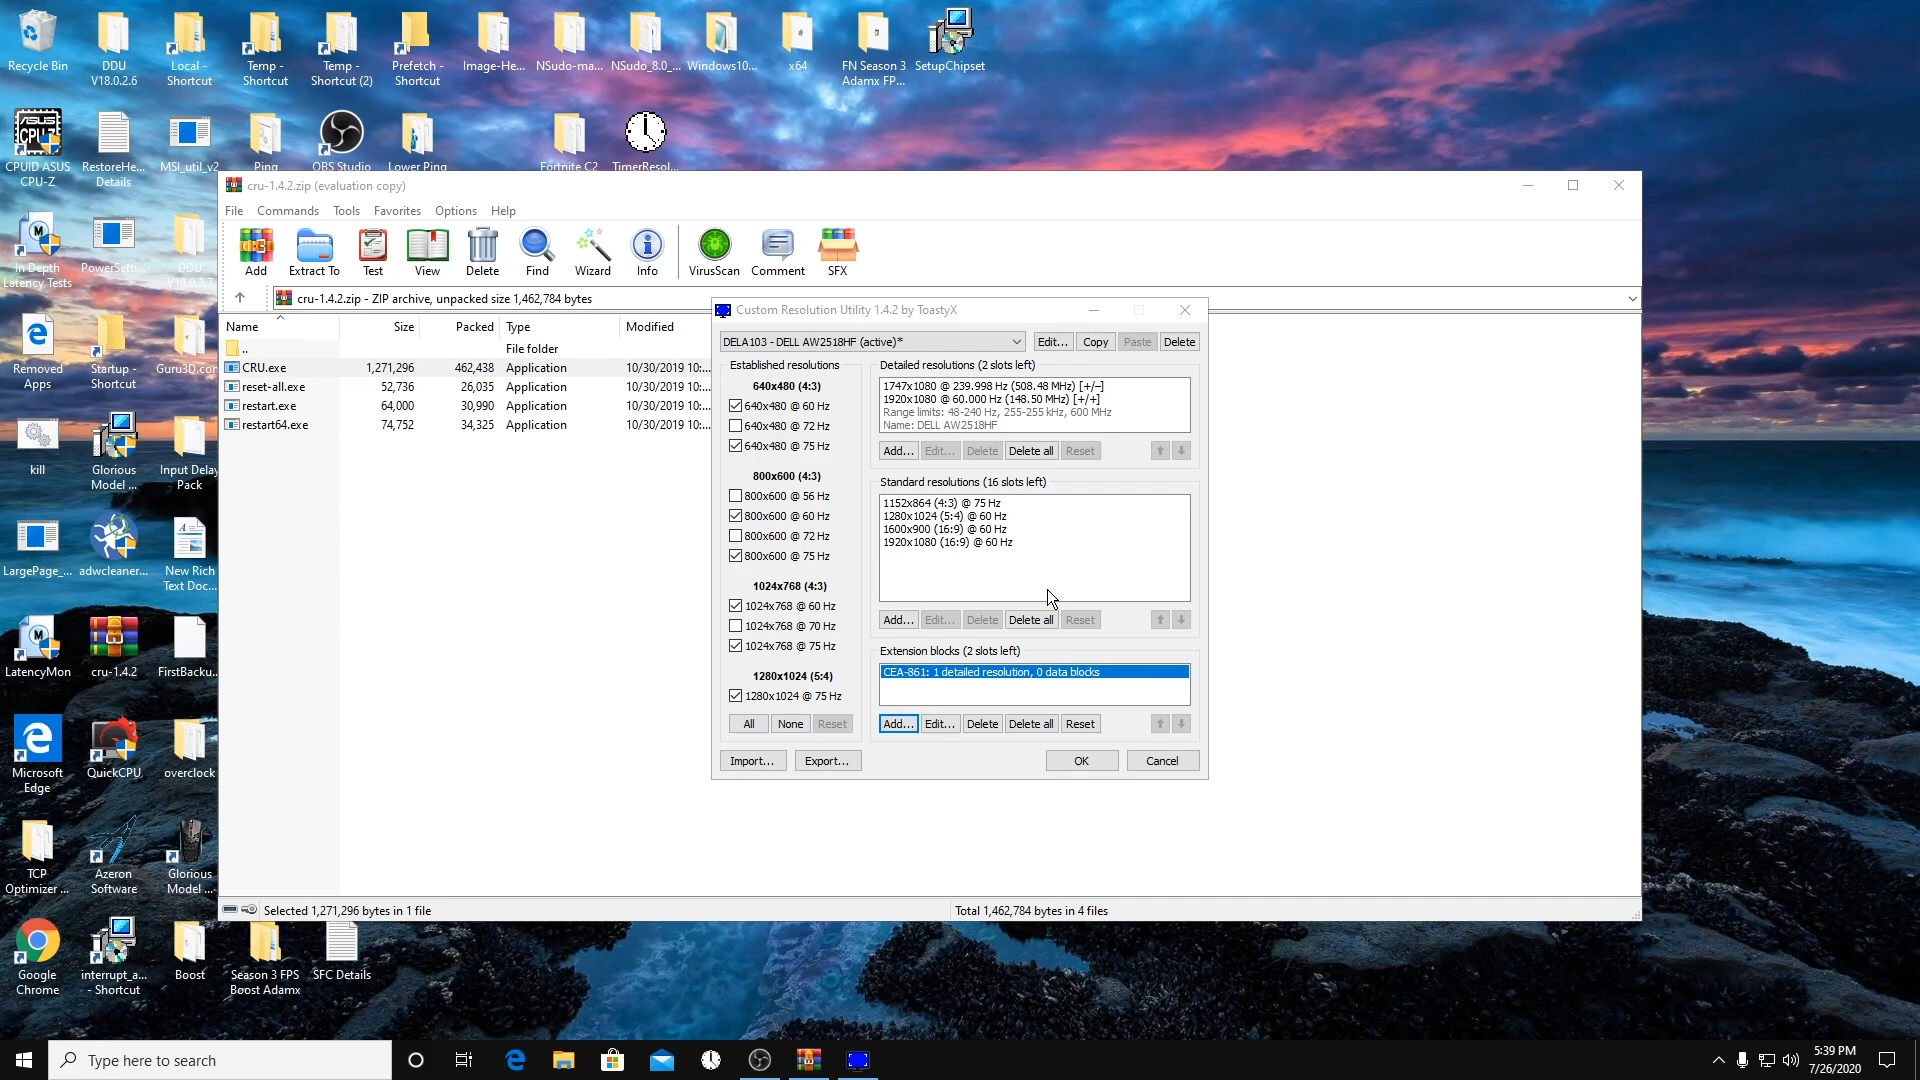 Recycle Bin
DDU
V18.0.2.6
Local -
Shortcut
Temp -
Shortcut
Temp -
Shortcut (2)
Prefetch -
Shortcut
Image-He...
NSudo-ma...
NSudo_8.0_...
Windows10...
x64
FN Season 3
Adamx FP...
SetupChipset
CPUID ASUS
CPU-Z
RestoreHe...
Details
MSI_util_v2
Ping
OBS Studio
Lower Ping
Fortnite C2
TimerResol...
In Depth
Latency Tests
PowerSetti...
DDU
V18.0.2.7
Removed
Apps
Startup -
Shortcut
Guru3D.com
kill
Glorious
Model ...
Input Delay
Pack
LargePage_...
adwcleaner...
New Rich
Text Doc...
LatencyMon
cru-1.4.2
FirstBacku...
Microsoft
Edge
QuickCPU
overclock
TCP
Optimizer ...
Azeron
Software
Glorious
Model ...
Google
Chrome
interrupt_a...
- Shortcut
Boost
Season 3 FPS
Boost Adamx
SFC Details
cru-1.4.2.zip (evaluation copy)
File Commands Tools Favorites Options Help
Add Extract To Test View Delete Find Wizard Info VirusScan Comment SFX
cru-1.4.2.zip - ZIP archive, unpacked size 1,462,784 bytes
Name Size Packed Type Modified
.. File folder
CRU.exe 1,271,296 462,438 Application 10/30/2019 10:...
reset-all.exe 52,736 26,035 Application 10/30/2019 10:...
restart.exe 64,000 30,990 Application 10/30/2019 10:...
restart64.exe 74,752 34,325 Application 10/30/2019 10:...
Selected 1,271,296 bytes in 1 file
Total 1,462,784 bytes in 4 files
Custom Resolution Utility 1.4.2 by ToastyX
DELA103 - DELL AW2518HF (active)*
Edit... Copy Paste Delete
Established resolutions
640x480 (4:3)
640x480 @ 60 Hz
640x480 @ 72 Hz
640x480 @ 75 Hz
800x600 (4:3)
800x600 @ 56 Hz
800x600 @ 60 Hz
800x600 @ 72 Hz
800x600 @ 75 Hz
1024x768 (4:3)
1024x768 @ 60 Hz
1024x768 @ 70 Hz
1024x768 @ 75 Hz
1280x1024 (5:4)
1280x1024 @ 75 Hz
All None Reset
Detailed resolutions (2 slots left)
1747x1080 @ 239.998 Hz (508.48 MHz) [+/–]
1920x1080 @ 60.000 Hz (148.50 MHz) [+/+]
Range limits: 48-240 Hz, 255-255 kHz, 600 MHz
Name: DELL AW2518HF
Add... Edit... Delete Delete all Reset
Standard resolutions (16 slots left)
1152x864 (4:3) @ 75 Hz
1280x1024 (5:4) @ 60 Hz
1600x900 (16:9) @ 60 Hz
1920x1080 (16:9) @ 60 Hz
Add... Edit... Delete Delete all Reset
Extension blocks (2 slots left)
CEA-861: 1 detailed resolution, 0 data blocks
Add... Edit... Delete Delete all Reset
Import... Export... OK Cancel
Type here to search
5:39 PM
7/26/2020